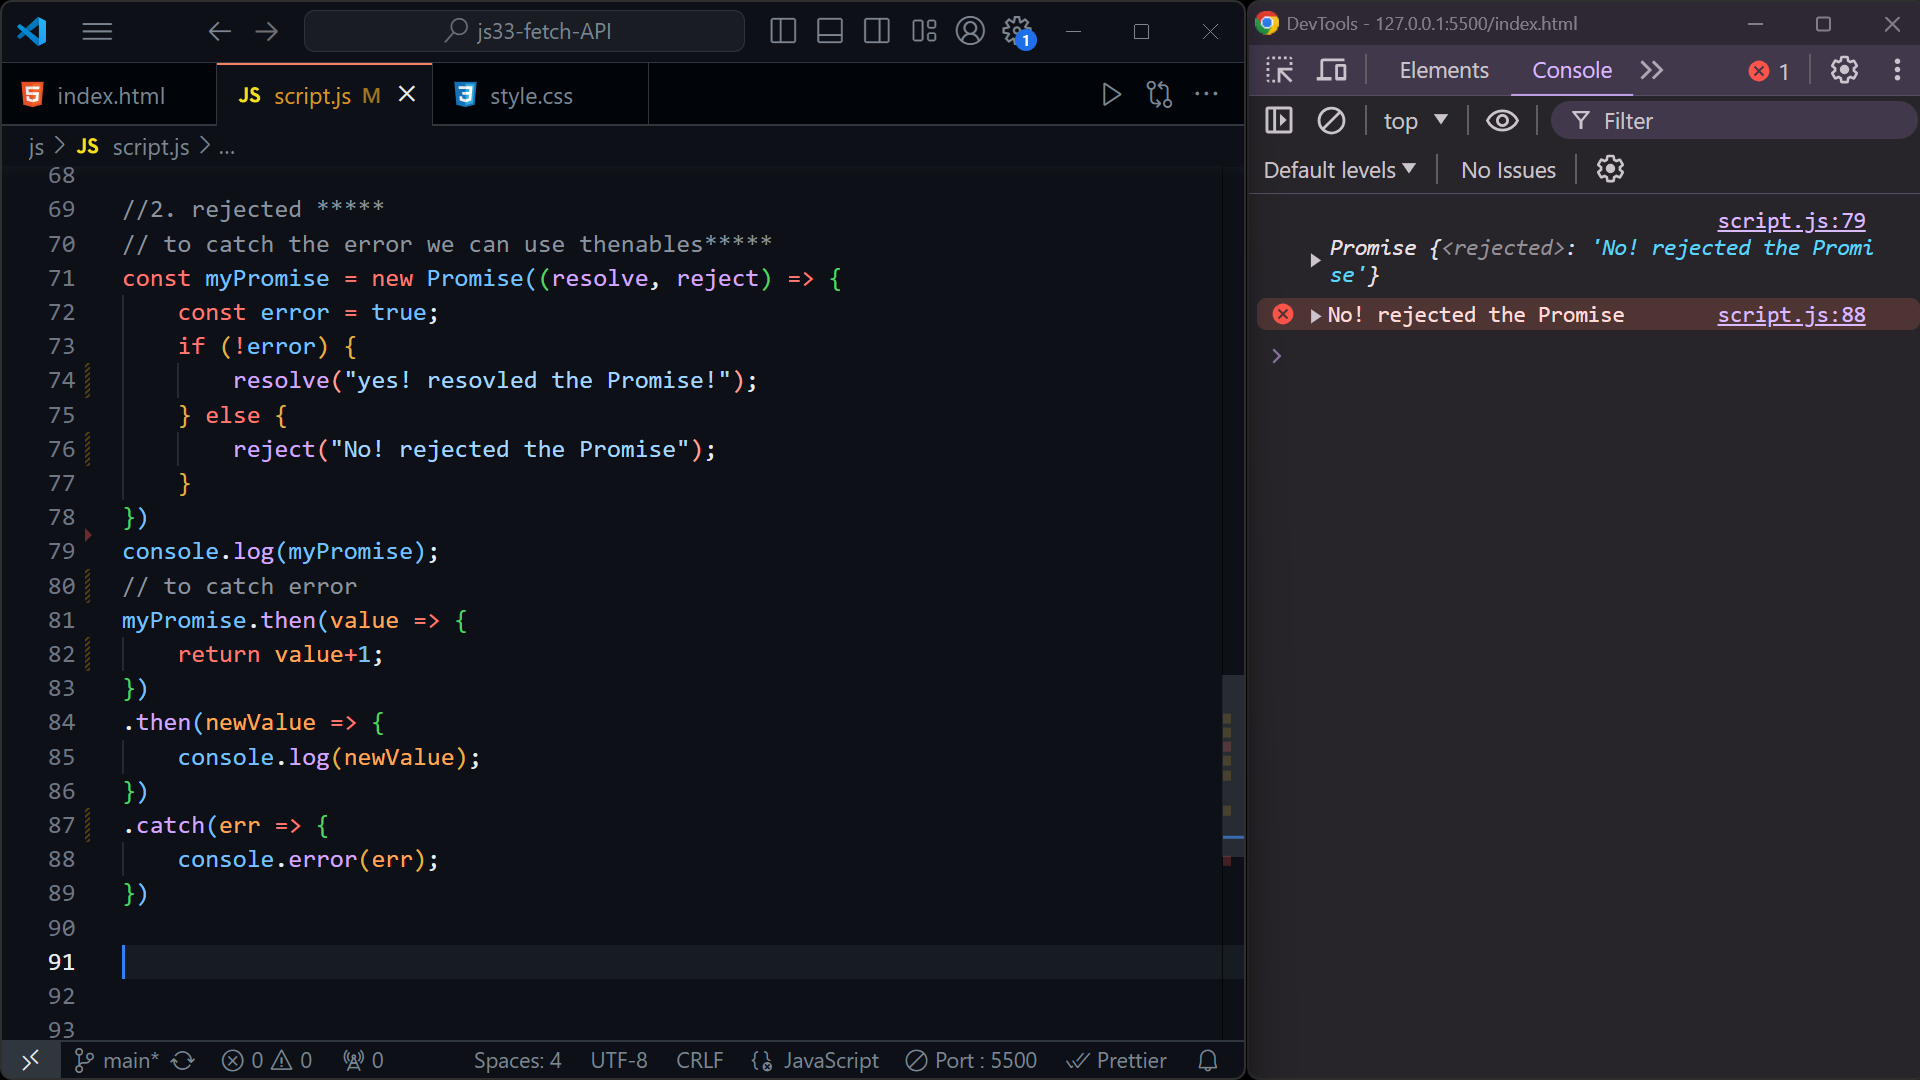 js33-fetch-API
1
index.html
JS script.js M
style.css
js > JS script.js > ...
68
69 //2. rejected *****
70 // to catch the error we can use thenables*****
71 const myPromise = new Promise((resolve, reject) => {
72 const error = true;
73 if (!error) {
74 resolve("yes! resovled the Promise!");
75 } else {
76 reject("No! rejected the Promise");
77 }
78 })
79 console.log(myPromise);
80 // to catch error
81 myPromise.then(value => {
82 return value+1;
83 })
84 .then(newValue => {
85 console.log(newValue);
86 })
87 .catch(err => {
88 console.error(err);
89 })
90
91
92
93
main* 0 0 0 Spaces: 4 UTF-8 CRLF {} JavaScript Port : 5500 Prettier
DevTools - 127.0.0.1:5500/index.html
Elements Console 1
top Filter
Default levels No Issues
script.js:79
Promise {<rejected>: 'No! rejected the Promi
se'}
No! rejected the Promise script.js:88